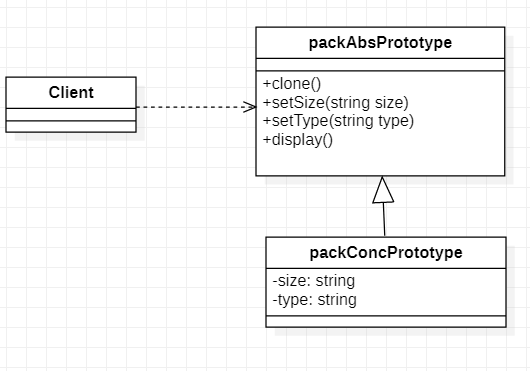 packAbsPrototype
Client
+clone()
+setSize(string size)
+setType(string type)
+display()
packConcPrototype
-size: string
-type: string